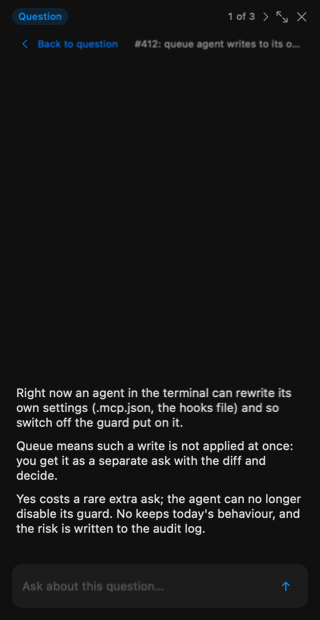 Question
1 of 3
Back to question
#412: queue agent writes to its o...
Right now an agent in the terminal can rewrite its
own settings (.mcp.json, the hooks file) and so
switch off the guard put on it.
Queue means such a write is not applied at once:
you get it as a separate ask with the diff and
decide.
Yes costs a rare extra ask; the agent can no longer
disable its guard. No keeps today's behaviour, and
the risk is written to the audit log.
Ask about this question...